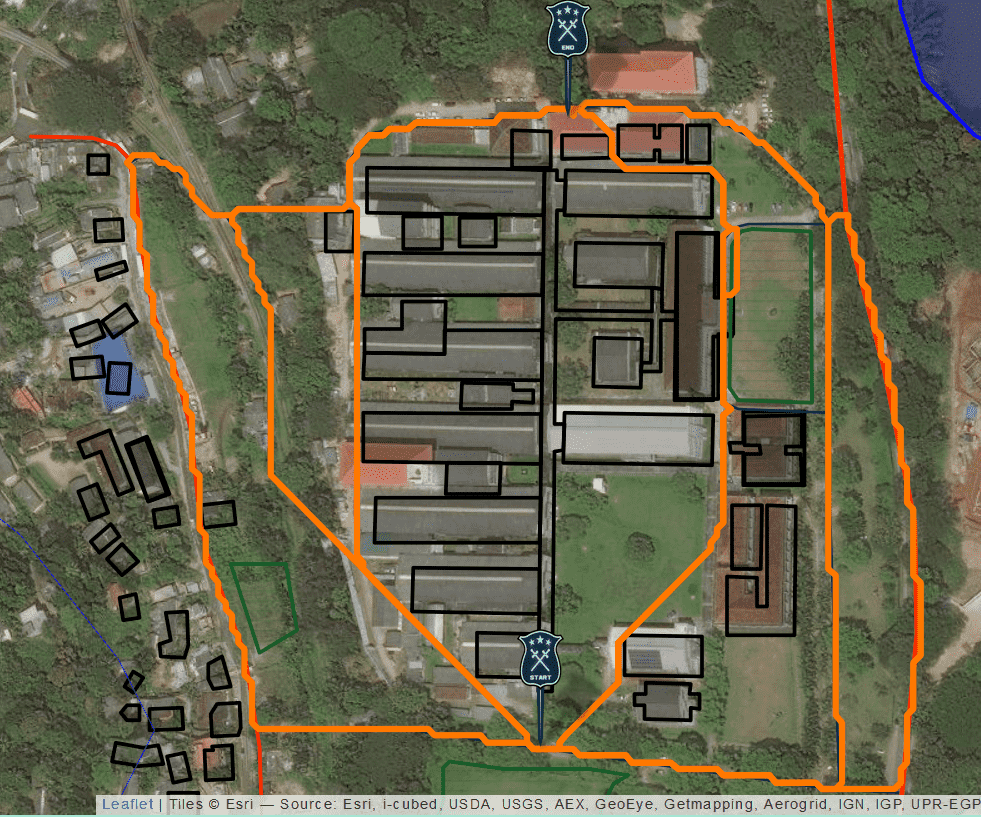 END
START
Leaflet | Tiles © Esri — Source: Esri, i-cubed, USDA, USGS, AEX, GeoEye, Getmapping, Aerogrid, IGN, IGP, UPR-EGP